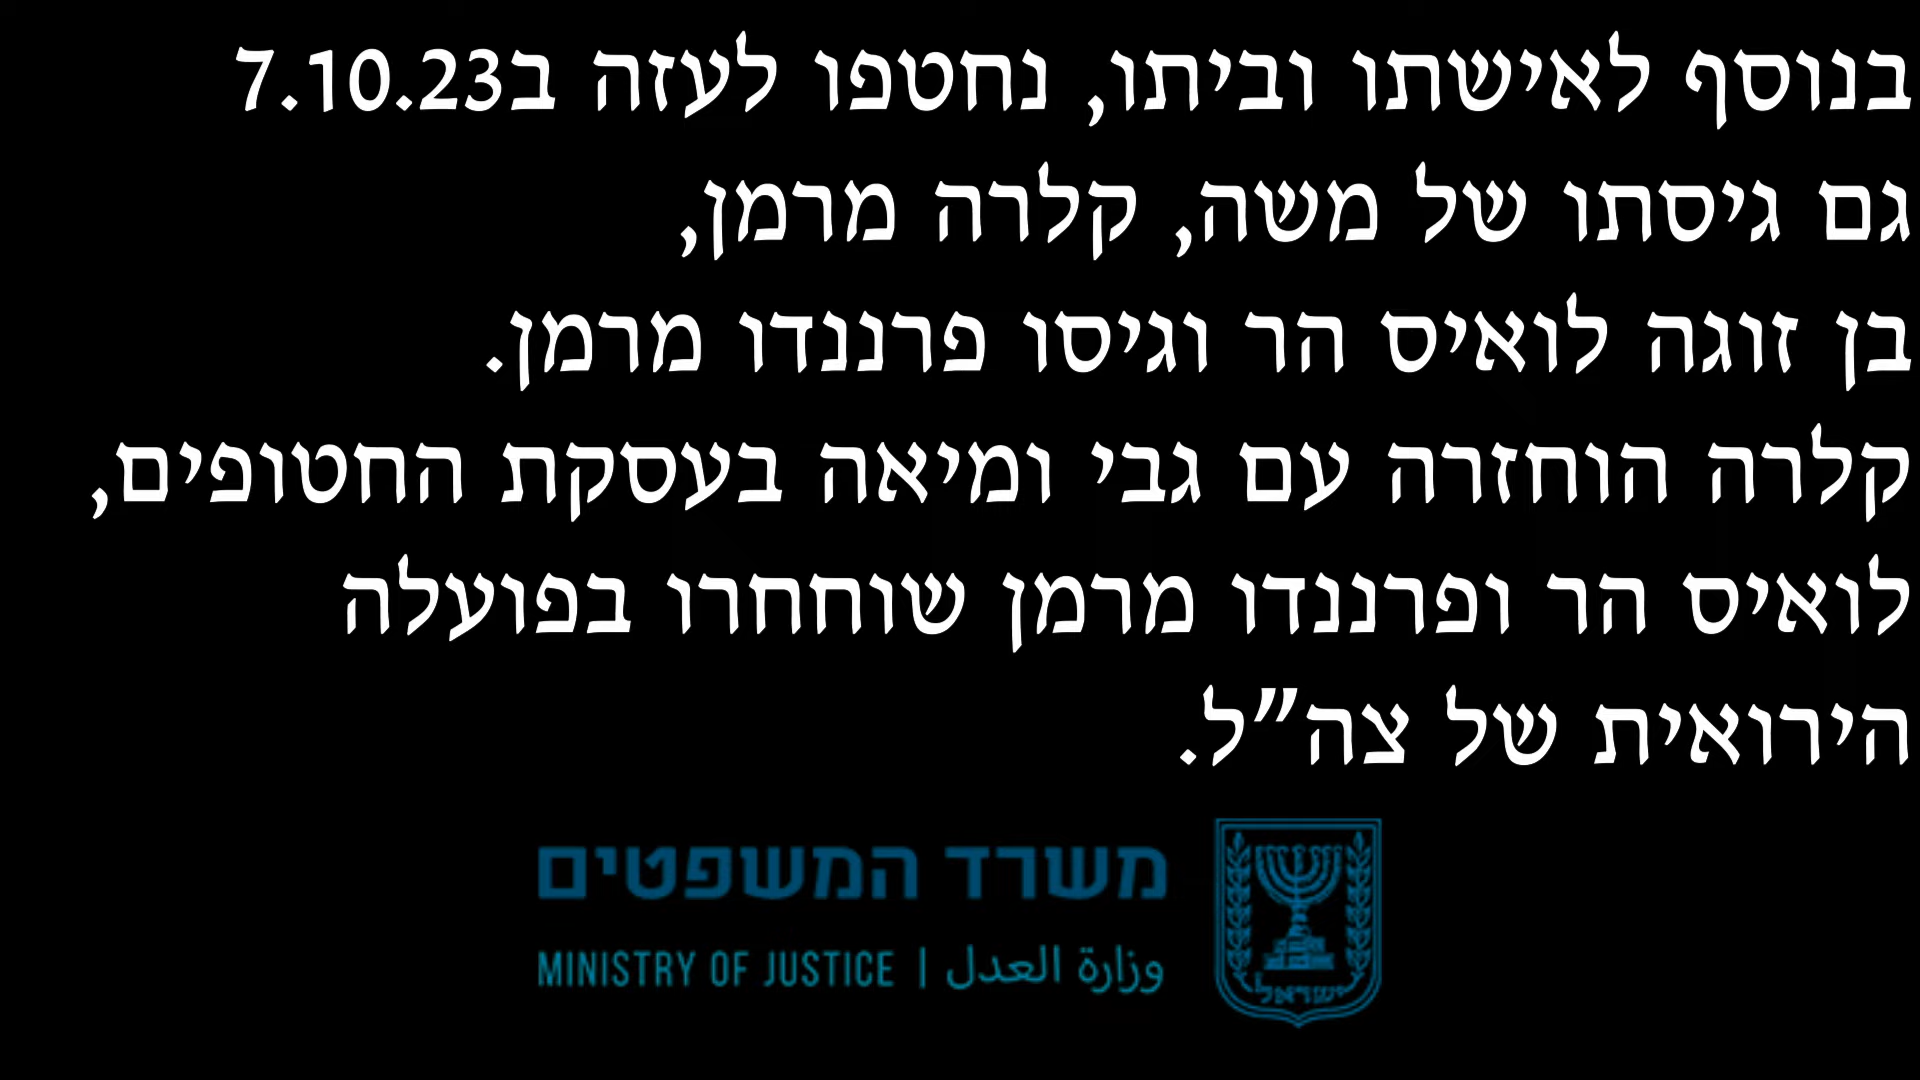 בנוסף לאישתו וביתו, נחטפו לעזה ב7.10.23
גם גיסתו של משה, קלרה מרמן,
בן זוגה לואיס הר וגיסו פרננדו מרמן.
קלרה הוחזרה עם גבי ומיאה בעסקת החטופים,
לואיס הר ופרננדו מרמן שוחחרו בפועלה
הירואית של צה"ל.
משרד המשפטים
MINISTRY OF JUSTICE | وزارة العدل
ישראל